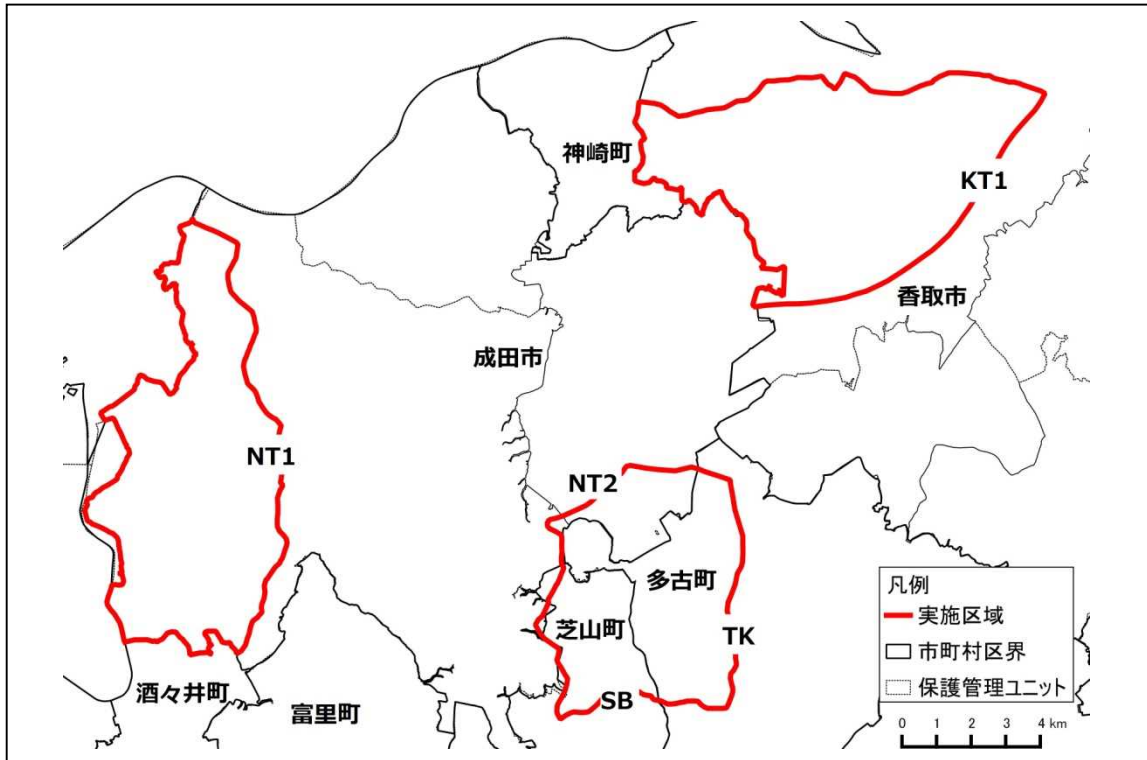 神崎町
KT1
香取市
成田市
NT1
NT2
多古町
芝山町
TK
SB
酒々井町
富里町
凡例
実施区域
市町村区界
保護管理ユニット
0 1 2 3 4 km